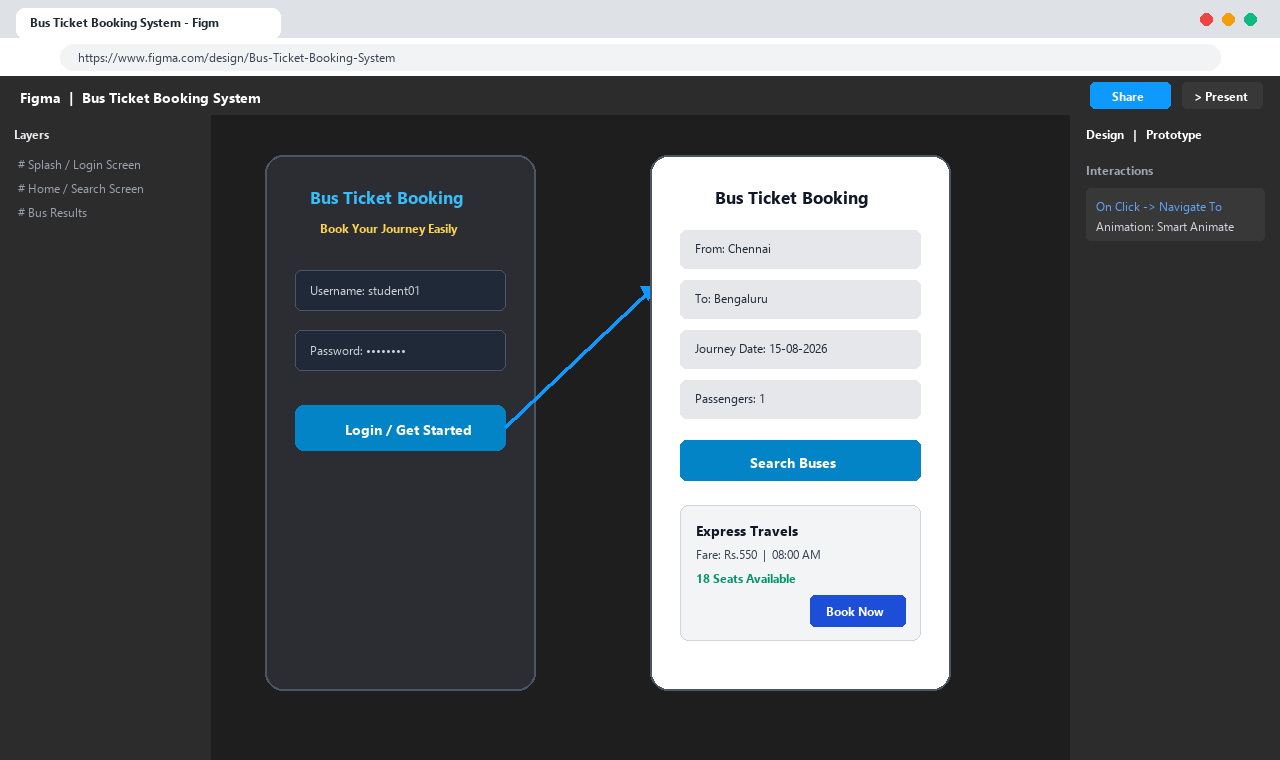 Bus Ticket Booking System - Figm
https://www.figma.com/design/Bus-Ticket-Booking-System
Figma | Bus Ticket Booking System
Share
> Present
Layers
# Splash / Login Screen
# Home / Search Screen
# Bus Results
Bus Ticket Booking
Book Your Journey Easily
Username: student01
Password: ••••••••
Login / Get Started
Bus Ticket Booking
From: Chennai
To: Bengaluru
Journey Date: 15-08-2026
Passengers: 1
Search Buses
Express Travels
Fare: Rs.550 | 08:00 AM
18 Seats Available
Book Now
Design | Prototype
Interactions
On Click -> Navigate To
Animation: Smart Animate